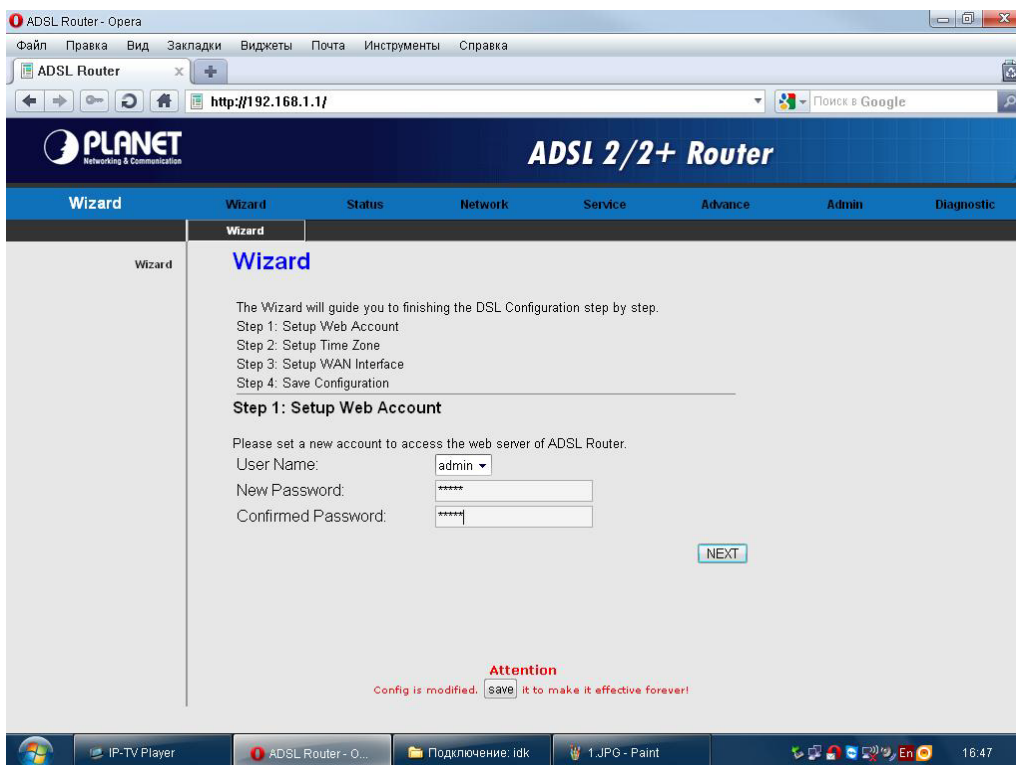 ADSL Router - Opera
Файл Правка Вид Закладки Виджеты Почта Инструменты Справка
ADSL Router
http://192.168.1.1/
Поиск в Google
PLANET
Networking & Communication
ADSL 2/2+ Router
Wizard
Wizard Status Network Service Advance Admin Diagnostic
Wizard
Wizard
Wizard
The Wizard will guide you to finishing the DSL Configuration step by step.
Step 1: Setup Web Account
Step 2: Setup Time Zone
Step 3: Setup WAN Interface
Step 4: Save Configuration
Step 1: Setup Web Account
Please set a new account to access the web server of ADSL Router.
User Name: admin
New Password: *****
Confirmed Password: *****
NEXT
Attention
Config is modified. save it to make it effective forever!
IP-TV Player ADSL Router - O... Подключение: idk 1.JPG - Paint En 16:47